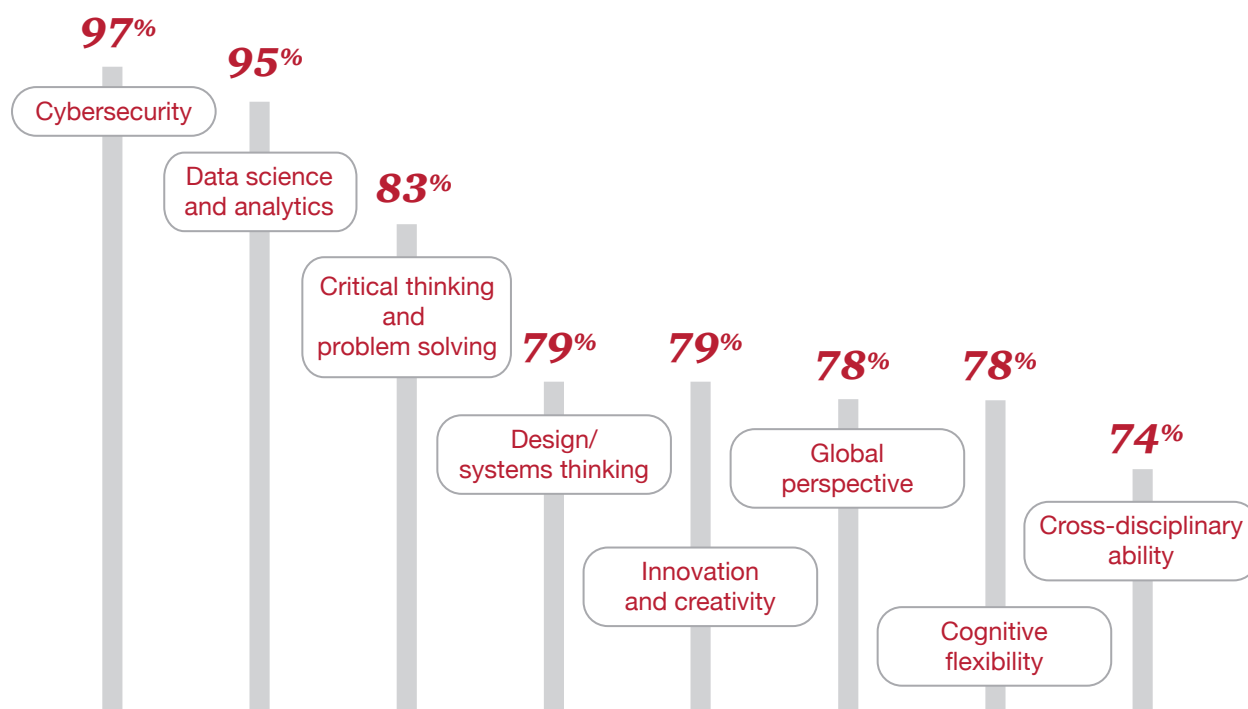 97%
Cybersecurity
95%
Data science
and analytics
83%
Critical thinking
and
problem solving
79%
Design/
systems thinking
79%
Innovation
and creativity
78%
Global
perspective
78%
Cognitive
flexibility
74%
Cross-disciplinary
ability